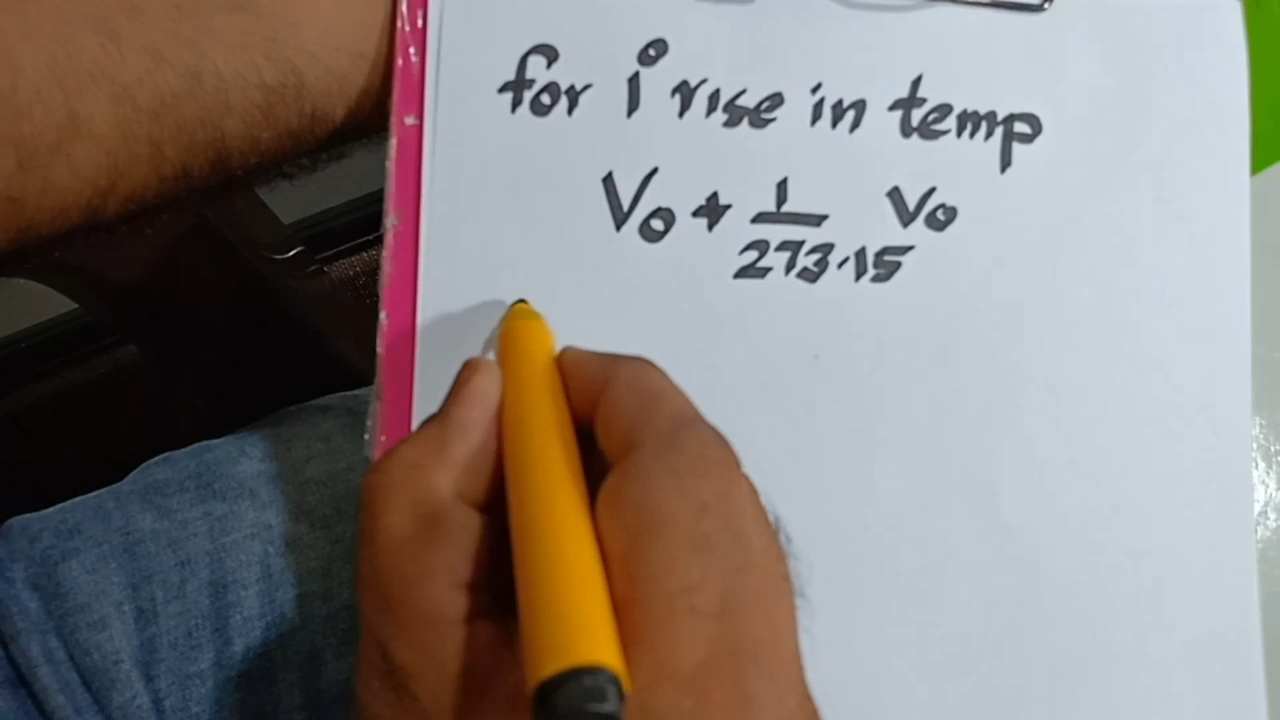 for 1° rise in temp
V₀ + 1/273.15 V₀